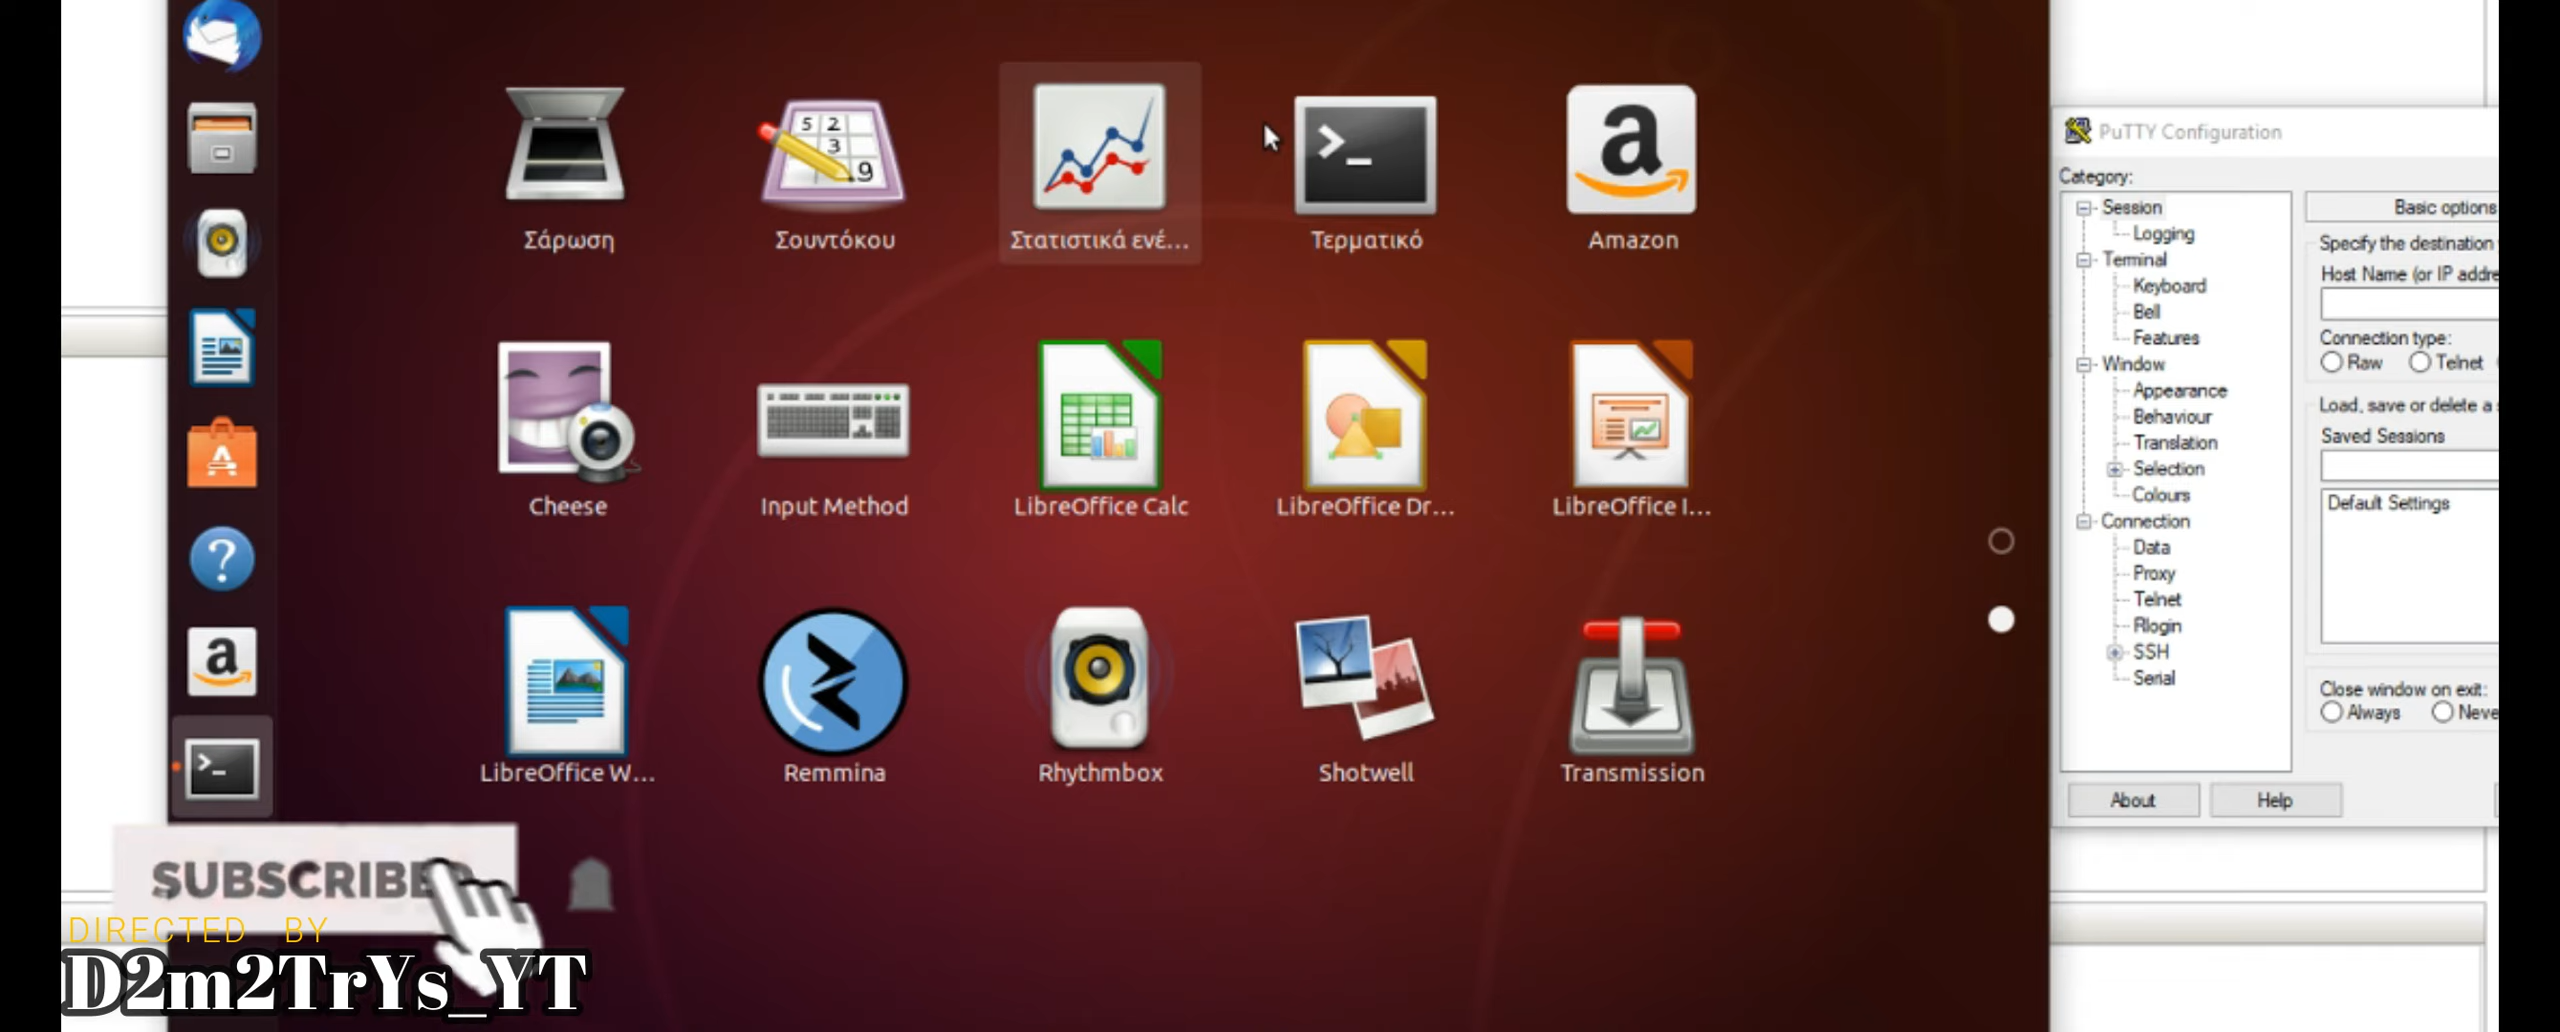 Σάρωση
Σουντόκου
Στατιστικά ενέ...
Τερματικό
Amazon
Cheese
Input Method
LibreOffice Calc
LibreOffice Dr...
LibreOffice I...
LibreOffice W...
Remmina
Rhythmbox
Shotwell
Transmission
PuTTY Configuration
Category:
Session
Logging
Terminal
Keyboard
Bell
Features
Window
Appearance
Behaviour
Translation
Selection
Colours
Connection
Data
Proxy
Telnet
Rlogin
SSH
Serial
Basic options
Specify the destination
Host Name (or IP addre
Connection type:
Raw Telnet
Load, save or delete a s
Saved Sessions
Default Settings
Close window on exit:
Always Neve
About Help
SUBSCRIBED
DIRECTED BY
D2m2TrYs_YT